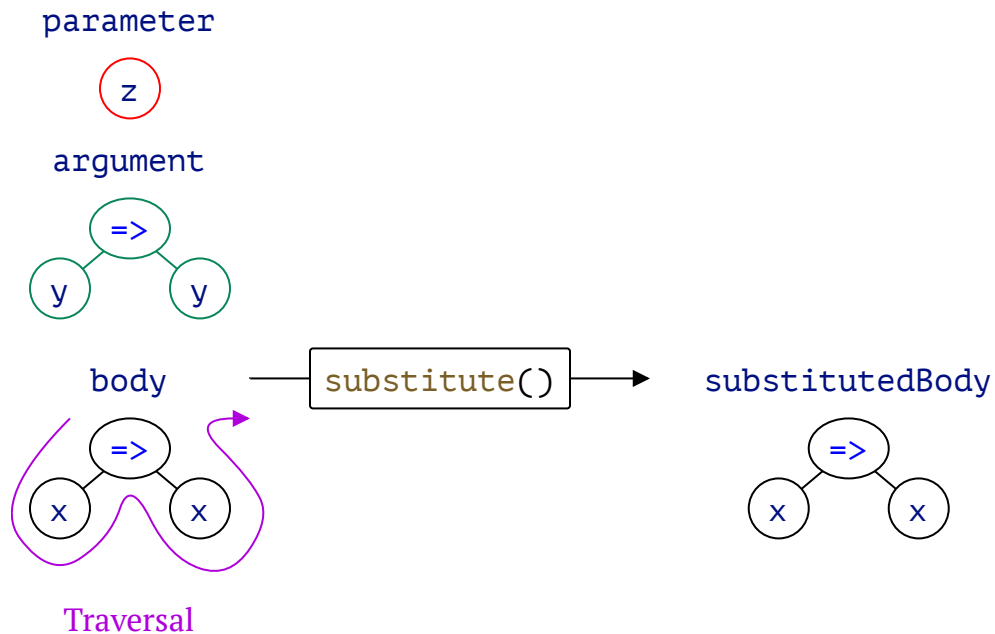 parameter
z
argument
=>
y y
body substitute() substitutedBody
=> =>
x x x x
Traversal